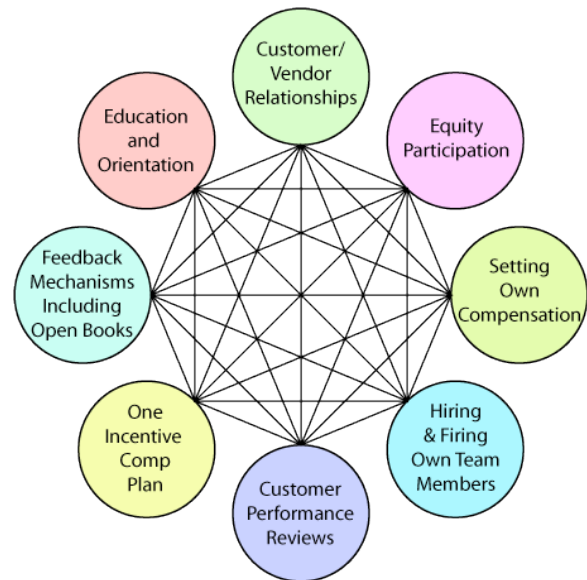 Customer/
Vendor
Relationships
Equity
Participation
Setting
Own
Compensation
Hiring
& Firing
Own Team
Members
Customer
Performance
Reviews
One
Incentive
Comp
Plan
Feedback
Mechanisms
Including
Open Books
Education
and
Orientation